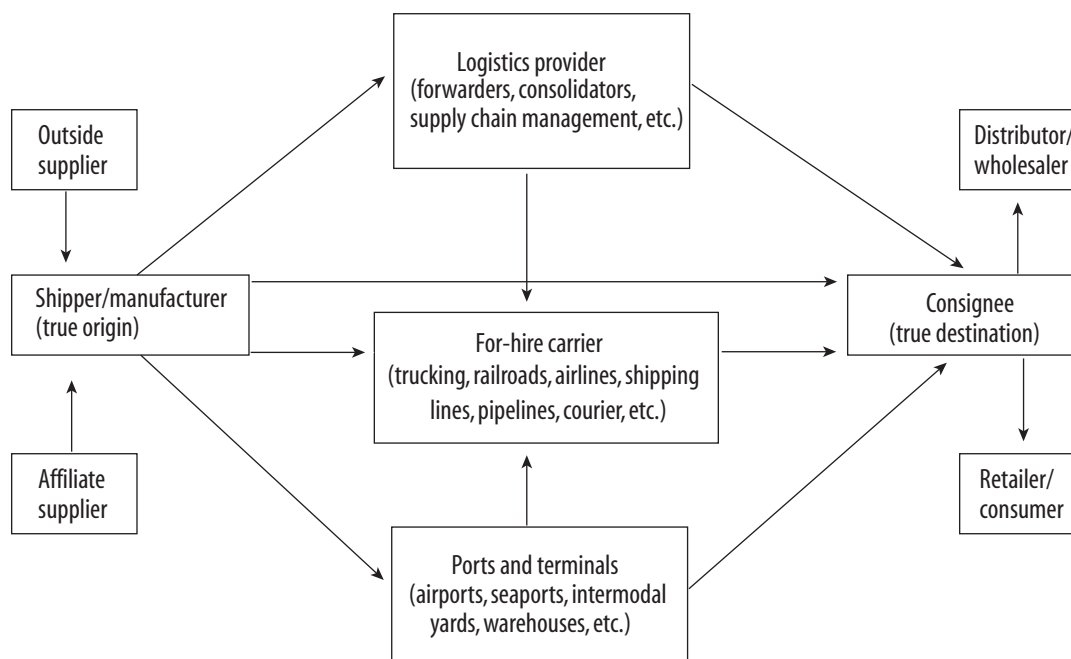 Logistics provider
(forwarders, consolidators,
supply chain management, etc.)
Outside
supplier
Distributor/
wholesaler
Shipper/manufacturer
(true origin)
Consignee
(true destination)
For-hire carrier
(trucking, railroads, airlines, shipping
lines, pipelines, courier, etc.)
Affiliate
supplier
Retailer/
consumer
Ports and terminals
(airports, seaports, intermodal
yards, warehouses, etc.)